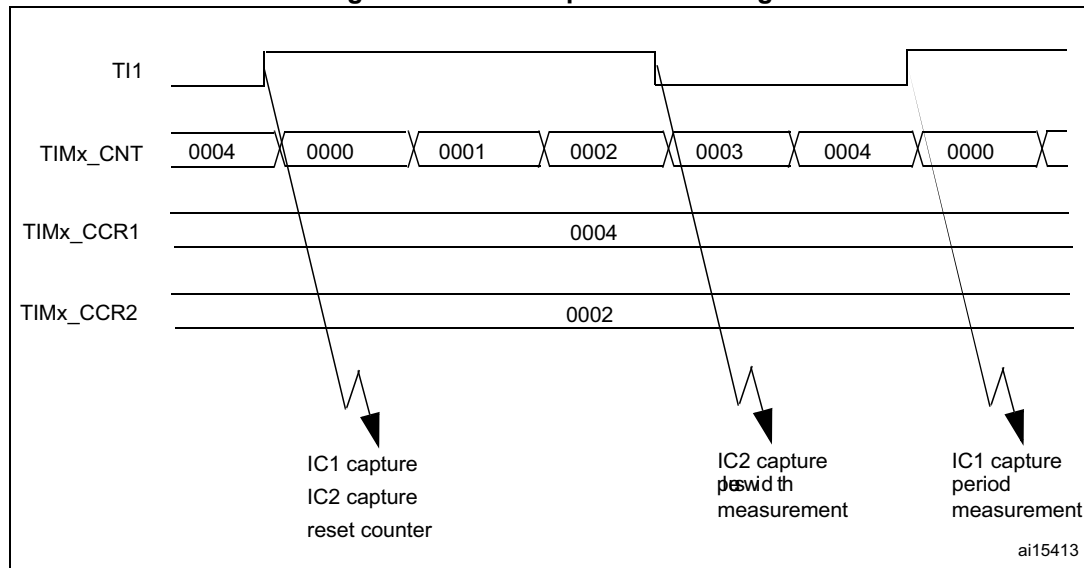 TI1
TIMx_CNT 0004 0000 0001 0002 0003 0004 0000
TIMx_CCR1 0004
TIMx_CCR2 0002
IC1 capture
IC2 capture
reset counter
IC2 capture
measurement
IC1 capture
period
measurement
ai15413